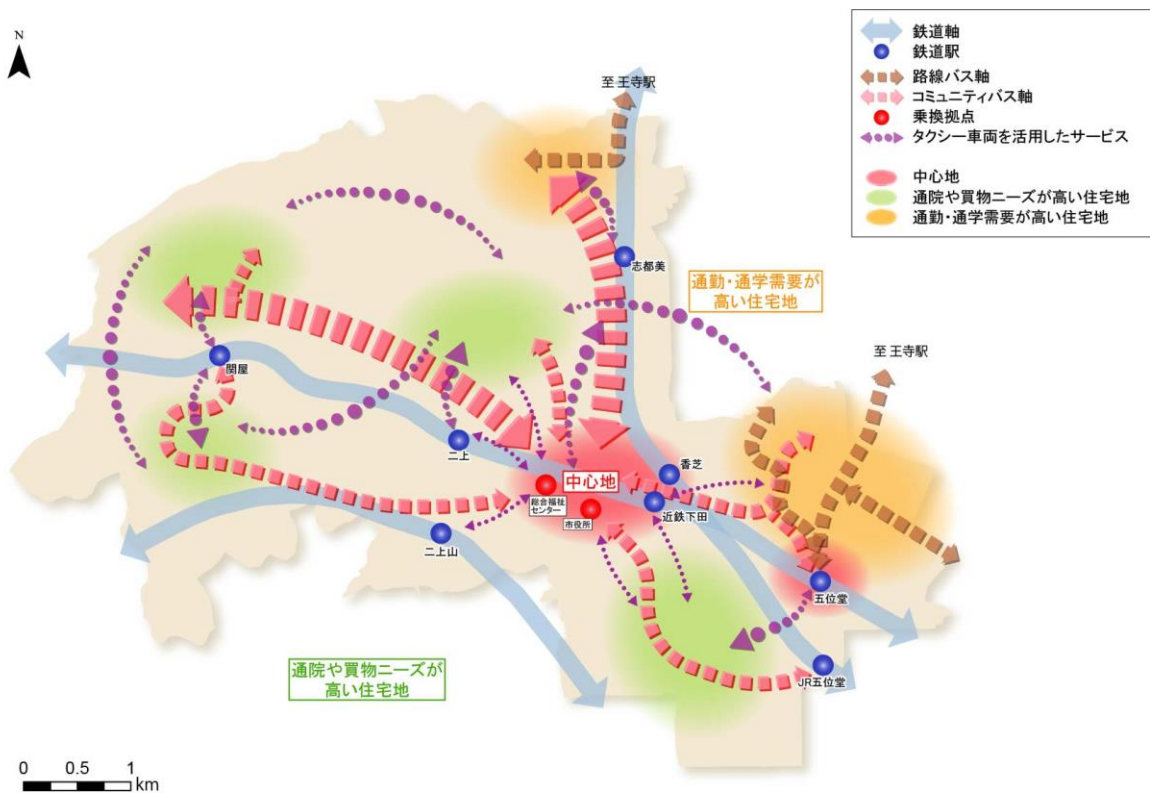 N
鉄道軸
鉄道駅
路線バス軸
コミュニティバス軸
乗換拠点
タクシー車両を活用したサービス
中心地
通院や買物ニーズが高い住宅地
通勤・通学需要が高い住宅地
至 王寺駅
志都美
通勤・通学需要が
高い住宅地
至 王寺駅
関屋
二上
香芝
中心地
総合福祉
センター
市役所
近鉄下田
二上山
五位堂
JR五位堂
通院や買物ニーズが
高い住宅地
0 0.5 1
km